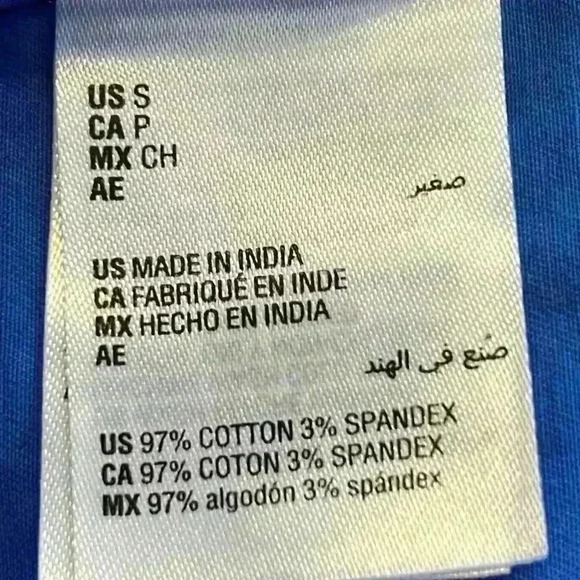 US S
CA P
MX CH
AE صغير
US MADE IN INDIA
CA FABRIQUÉ EN INDE
MX HECHO EN INDIA
AE صُنع في الهند
US 97% COTTON 3% SPANDEX
CA 97% COTON 3% SPANDEX
MX 97% algodón 3% spándex